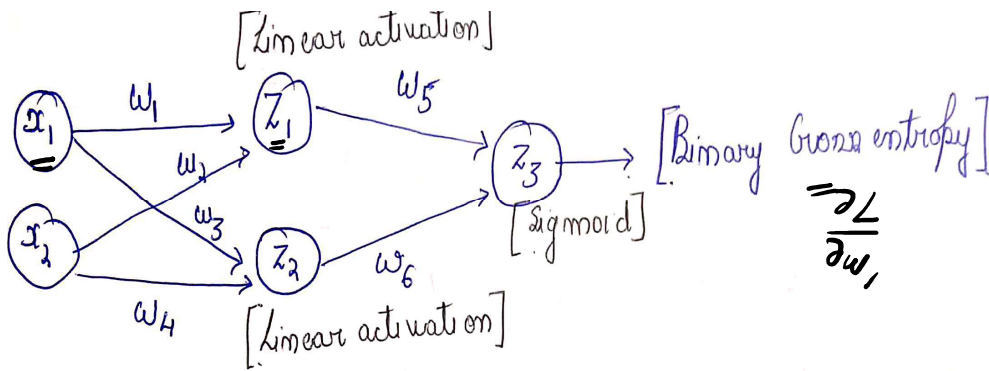 [Linear activation]
x₁
w₁
Z₁
w₅
w₂
z₃
[Binary Cross entropy]
[Sigmoid]
x₂
w₃
z₂
w₆
w₄
[Linear activation]